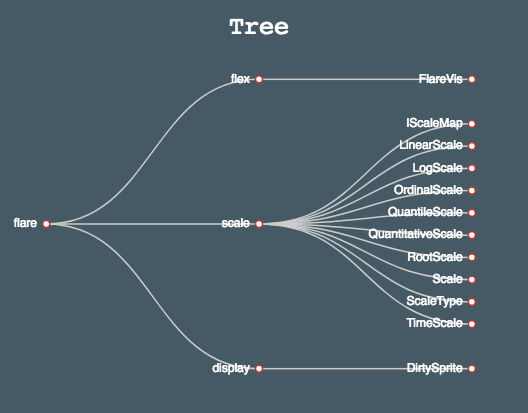 Tree
flex
FlareVis
IScaleMap
LinearScale
LogScale
OrdinalScale
QuantileScale
flare
scale
QuantitativeScale
RootScale
Scale
ScaleType
TimeScale
display
DirtySprite